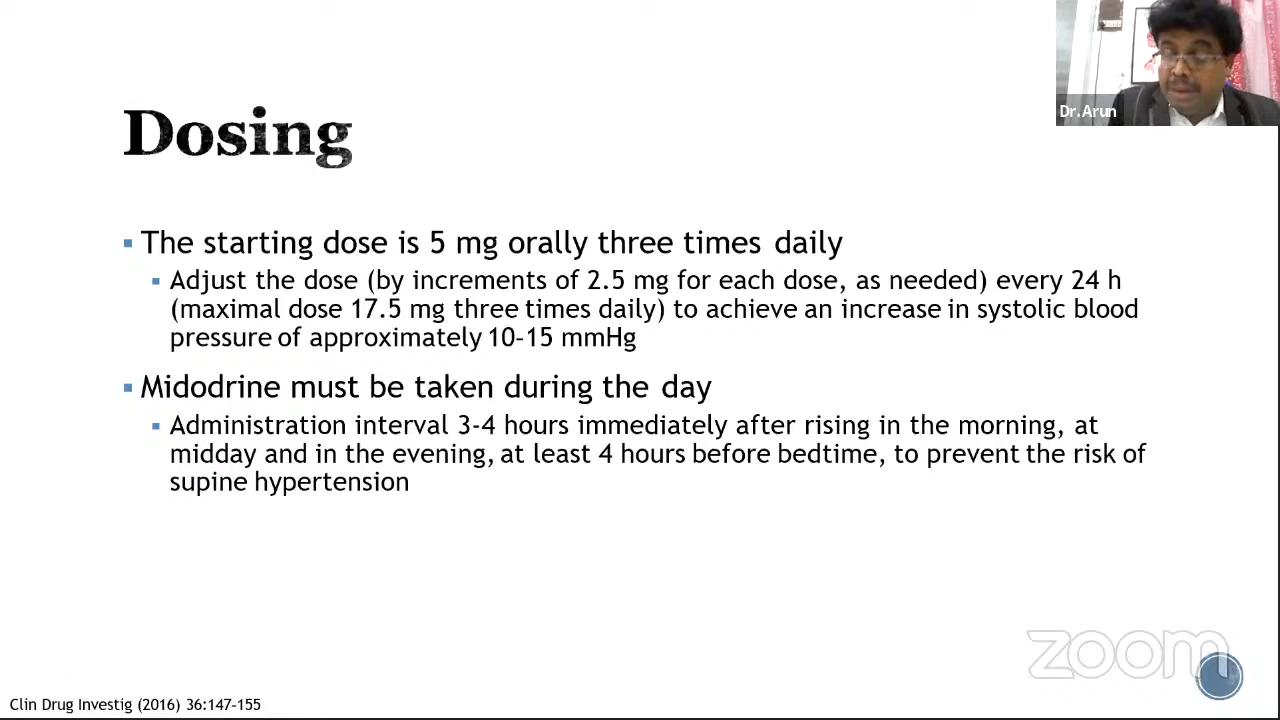 Dr.Arun
Dosing
The starting dose is 5 mg orally three times daily
Adjust the dose (by increments of 2.5 mg for each dose, as needed) every 24 h
(maximal dose 17.5 mg three times daily) to achieve an increase in systolic blood
pressure of approximately 10-15 mmHg
Midodrine must be taken during the day
Administration interval 3-4 hours immediately after rising in the morning, at
midday and in the evening, at least 4 hours before bedtime, to prevent the risk of
supine hypertension
zoom
Clin Drug Investig (2016) 36:147-155